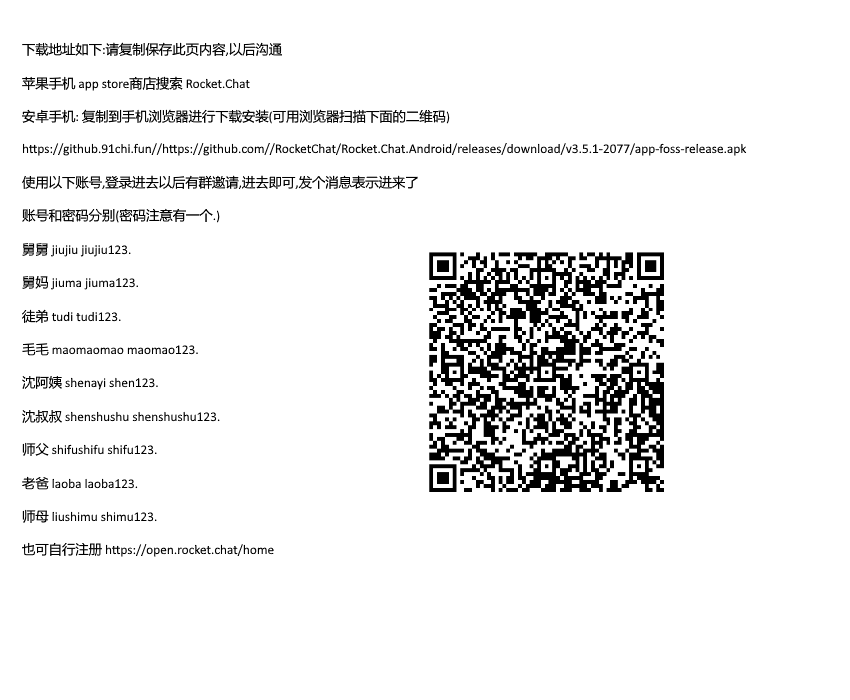 下载地址如下:请复制保存此页内容,以后沟通
苹果手机 app store商店搜索 Rocket.Chat
安卓手机: 复制到手机浏览器进行下载安装(可用浏览器扫描下面的二维码)
https://github.91chi.fun//https://github.com//RocketChat/Rocket.Chat.Android/releases/download/v3.5.1-2077/app-foss-release.apk
使用以下账号,登录进去以后有群邀请,进去即可,发个消息表示进来了
账号和密码分别(密码注意有一个.)
舅舅 jiujiu jiujiu123.
舅妈 jiuma jiuma123.
徒弟 tudi tudi123.
毛毛 maomaomao maomao123.
沈阿姨 shenayi shen123.
沈叔叔 shenshushu shenshushu123.
师父 shifushifu shifu123.
老爸 laoba laoba123.
师母 liushimu shimu123.
也可自行注册 https://open.rocket.chat/home